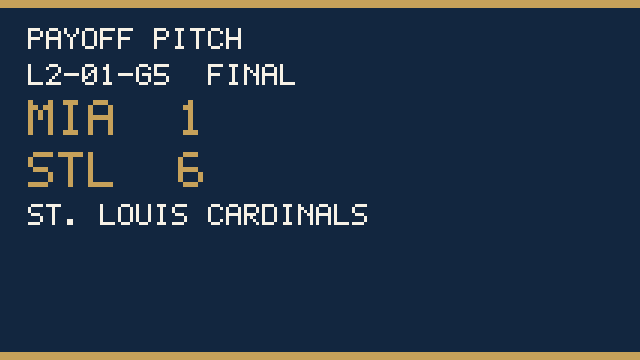 PAYOFF PITCH
L2-01-G5 FINAL
MIA 1
STL 6
ST. LOUIS CARDINALS